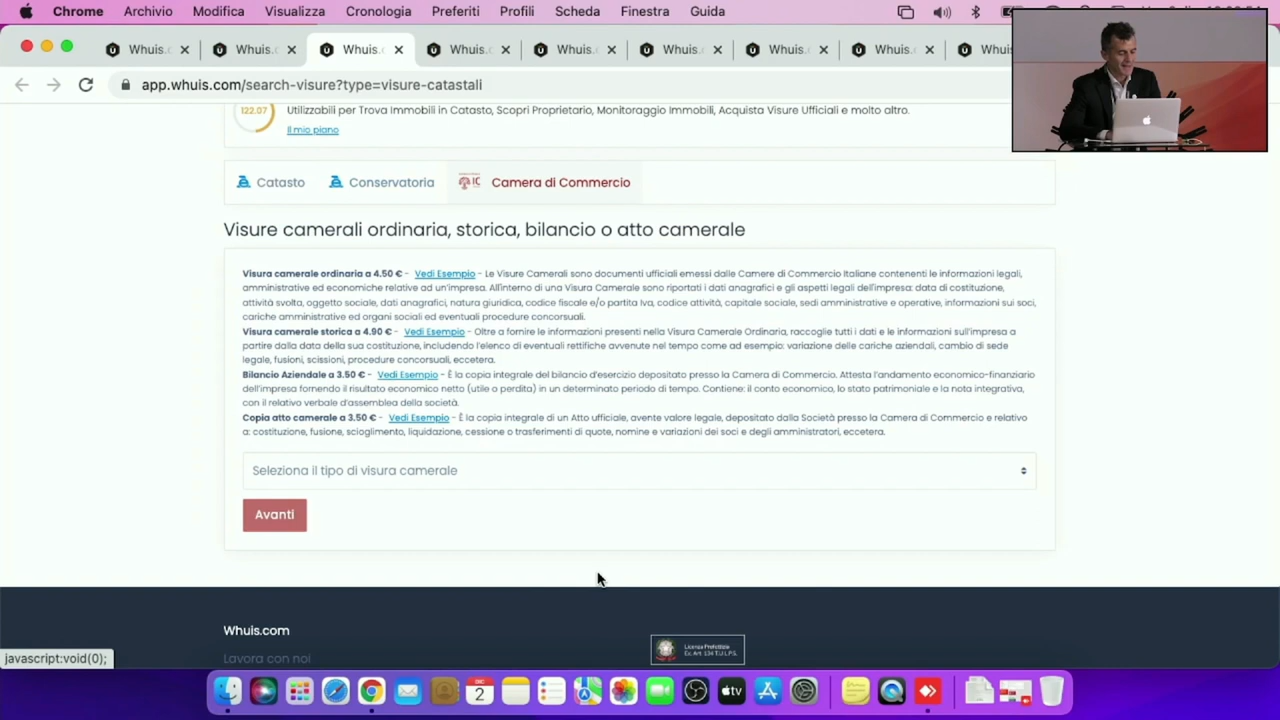 Chrome Archivio Modifica Visualizza Cronologia Preferiti Profili Scheda Finestra Guida
Whuis.c Whuis. Whuis.c Whuis. Whuis. Whuis. Whuis. Whuis. Whuis
app.whuis.com/search-visure?type=visure-catastali
122.07
Utilizzabili per Trova Immobili in Catasto, Scopri Proprietario, Monitoraggio Immobili, Acquista Visure Ufficiali e molto altro.
Il mio piano
Catasto Conservatoria Camera di Commercio
Visure camerali ordinaria, storica, bilancio o atto camerale
Visura camerale ordinaria a 4.50 € - Vedi Esempio - Le Visure Camerali sono documenti ufficiali emessi dalle Camere di Commercio Italiane contenenti le informazioni legali,
amministrative ed economiche relative ad un'impresa. All'interno di una Visura Camerale sono riportati i dati anagrafici e gli aspetti legali dell'impresa: data di costituzione,
attività svolta, oggetto sociale, dati anagrafici, natura giuridica, codice fiscale e/o partita Iva, codice attività, capitale sociale, sedi amministrative e operative, informazioni su soci,
cariche amministrative ed organi sociali ed eventuali procedure concorsuali.
Visura camerale storica a 4.90 € - Vedi Esempio - Oltre a fornire le informazioni presenti nella Visura Camerale Ordinaria, raccoglie tutti i dati e le informazioni sull'impresa a
partire dalla data della sua costituzione, includendo l'elenco di eventuali rettifiche avvenute nel tempo come ad esempio: variazione delle cariche aziendali, cambio di sede
legale, fusioni, scissioni, procedure concorsuali, eccetera.
Bilancio Aziendale a 3.50 € - Vedi Esempio - È la copia integrale del bilancio d'esercizio depositato presso la Camera di Commercio. Attesta l'andamento economico-finanziario
dell'impresa fornendo il risultato economico netto (utile o perdita) in un determinato periodo di tempo. Contiene: il conto economico, lo stato patrimoniale e la nota integrativa,
con il relativo verbale d'assemblea della società.
Copia atto camerale a 3.50 € - Vedi Esempio - È la copia integrale di un Atto ufficiale, avente valore legale, depositato dalla Società presso la Camera di Commercio e relativo
a: costituzione, fusione, scioglimento, liquidazione, cessione o trasferimenti di quote, nomine e variazioni dei soci e degli amministratori, eccetera.
Seleziona il tipo di visura camerale
Avanti
Whuis.com
Licenza Prefettizia
Ex. Art. 134 T.U.L.P.S.
javascript:void(0);
Lavora con noi
DIC
2
tv